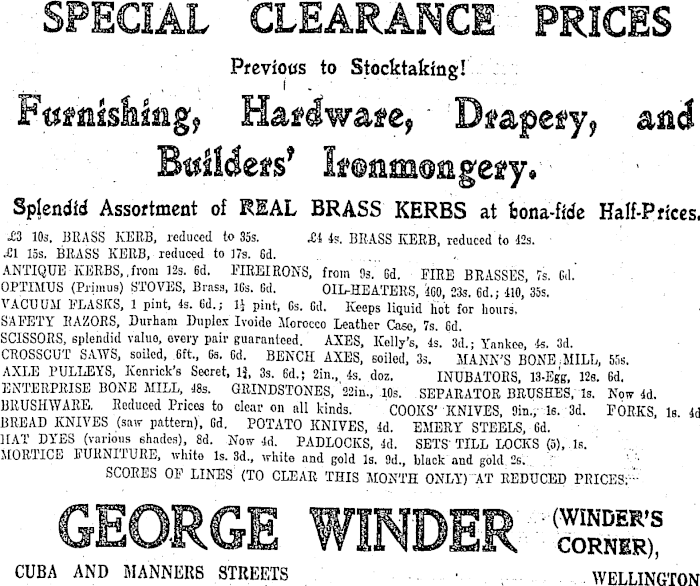 SPECIAL CLEARANCE PRICES
Previous to Stocktaking!
Furnishing, Hardware, Drapery, and
Builders' Ironmongery.
Splendid Assortment of REAL BRASS KERBS at bona-fide Half-Prices.
£3 10s. BRASS KERB, reduced to 35s. £4 4s. BRASS KERB, reduced to 42s.
£1 15s. BRASS KERB, reduced to 17s. 6d.
ANTIQUE KERBS, from 12s. 6d. FIREIRONS, from 9s. 6d. FIRE BRASSES, 7s. 6d.
OPTIMUS (Primus) STOVES, Brass, 16s. 6d. OIL-HEATERS, 460, 23s. 6d.; 410, 35s.
VACUUM FLASKS, 1 pint, 4s. 6d.; 1½ pint, 6s. 6d. Keeps liquid hot for hours.
SAFETY RAZORS, Durham Duplex Ivoide Morocco Leather Case, 7s. 6d.
SCISSORS, splendid value, every pair guaranteed. AXES, Kelly's, 4s. 3d.; Yankee, 4s. 3d.
CROSSCUT SAWS, soiled, 6ft., 6s. 6d. BENCH AXES, soiled, 3s. MANN'S BONE MILL, 55s.
AXLE PULLEYS, Kenrick's Secret, 1¾, 3s. 6d.; 2in., 4s. doz. INUBATORS, 13-Egg, 12s. 6d.
ENTERPRISE BONE MILL, 48s. GRINDSTONES, 22in., 10s. SEPARATOR BRUSHES, 1s. Now 4d.
BRUSHWARE. Reduced Prices to clear on all kinds. COOKS' KNIVES, 9in., 1s. 3d. FORKS, 1s. 4d
BREAD KNIVES (saw pattern), 6d. POTATO KNIVES, 4d. EMERY STEELS, 6d.
HAT DYES (various shades), 8d. Now 4d. PADLOCKS, 4d. SETS TILL LOCKS (5), 1s.
MORTICE FURNITURE, white 1s. 3d., white and gold 1s. 9d., black and gold 2s.
SCORES OF LINES (TO CLEAR THIS MONTH ONLY) AT REDUCED PRICES.
GEORGE WINDER (WINDER'S
CORNER),
CUBA AND MANNERS STREETS WELLINGTON